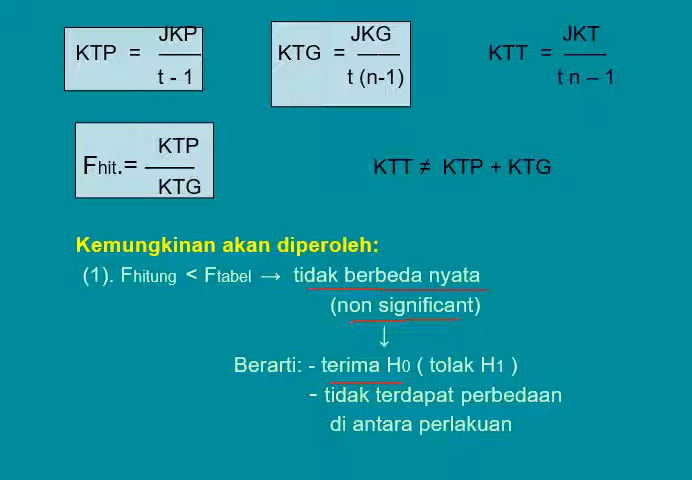 KTP = JKP / t - 1
KTG = JKG / t (n-1)
KTT = JKT / t n – 1
Fhit.= KTP / KTG
KTT ≠ KTP + KTG
Kemungkinan akan diperoleh:
(1). Fhitung < Ftabel → tidak berbeda nyata
(non significant)
↓
Berarti: - terima H0 ( tolak H1 )
- tidak terdapat perbedaan
di antara perlakuan